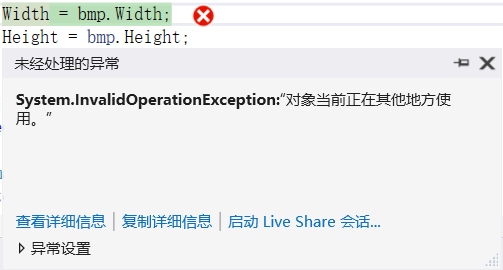 Width = bmp.Width;
Height = bmp.Height;
未经处理的异常
System.InvalidOperationException:“对象当前正在其他地方使
用。”
查看详细信息 | 复制详细信息 | 启动 Live Share 会话...
异常设置